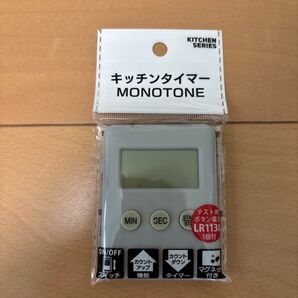 KITCHEN
SERIES
キッチンタイマー
MONOTONE
MIN
SEC
テスト用
ボタン電池
LR1130
1個付
ON/OFF
スイッチ
カウント
アップ
機能
カウント
ダウン
タイマー
マグネット
付き